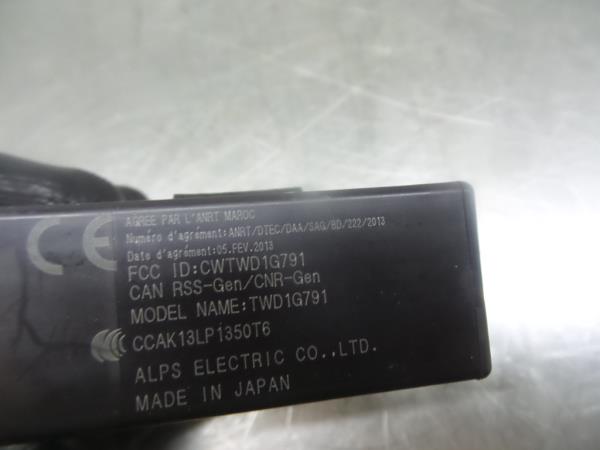 CE
AGREE PAR L'ANRT MAROC
Numéro d'agrément:ANRT/DTEC/DAA/SAG/BD/222/2013
Date d'agrément:05.FEV.2013
FCC ID:CWTWD1G791
CAN RSS-Gen/CNR-Gen
MODEL NAME:TWD1G791
CCAK13LP1350T6
ALPS ELECTRIC CO.,LTD.
MADE IN JAPAN